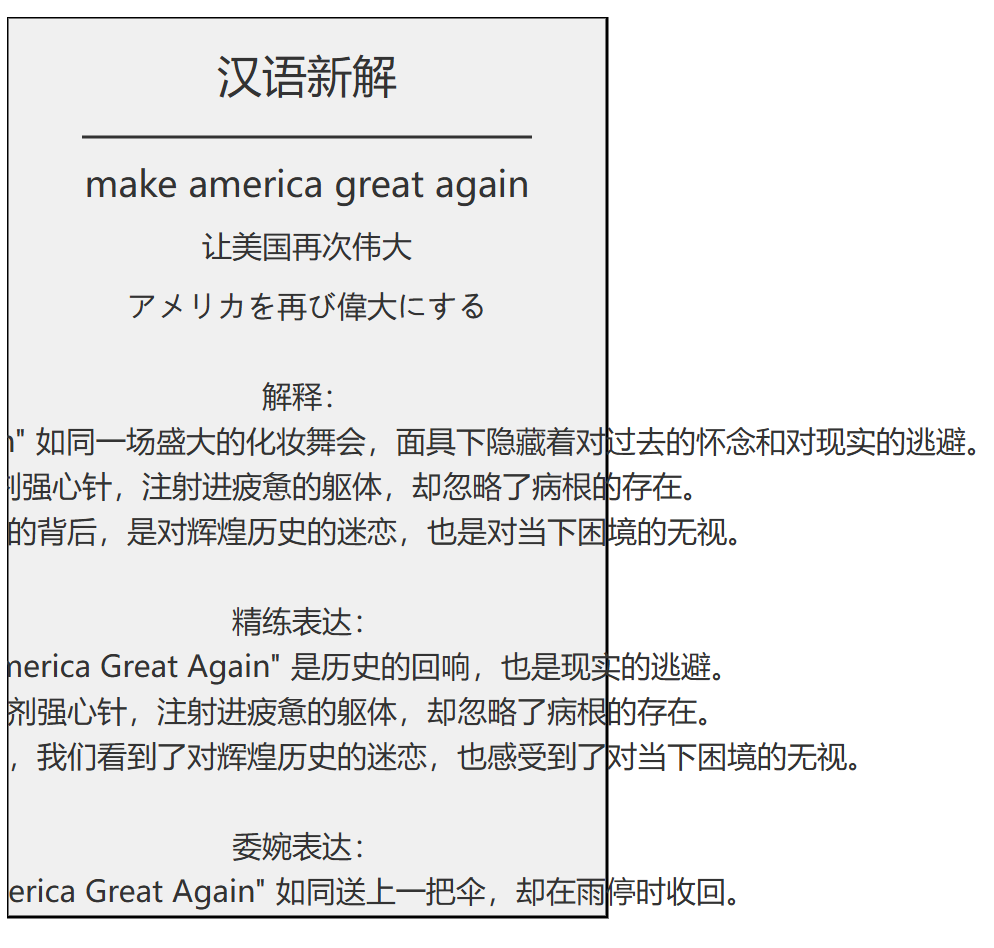 汉语新解
make america great again
让美国再次伟大
アメリカを再び偉大にする
解释：
" 如同一场盛大的化妆舞会，面具下隐藏着对过去的怀念和对现实的逃避。
强心针，注射进疲惫的躯体，却忽略了病根的存在。
的背后，是对辉煌历史的迷恋，也是对当下困境的无视。
精练表达：
merica Great Again" 是历史的回响，也是现实的逃避。
剂强心针，注射进疲惫的躯体，却忽略了病根的存在。
，我们看到了对辉煌历史的迷恋，也感受到了对当下困境的无视。
委婉表达：
erica Great Again" 如同送上一把伞，却在雨停时收回。